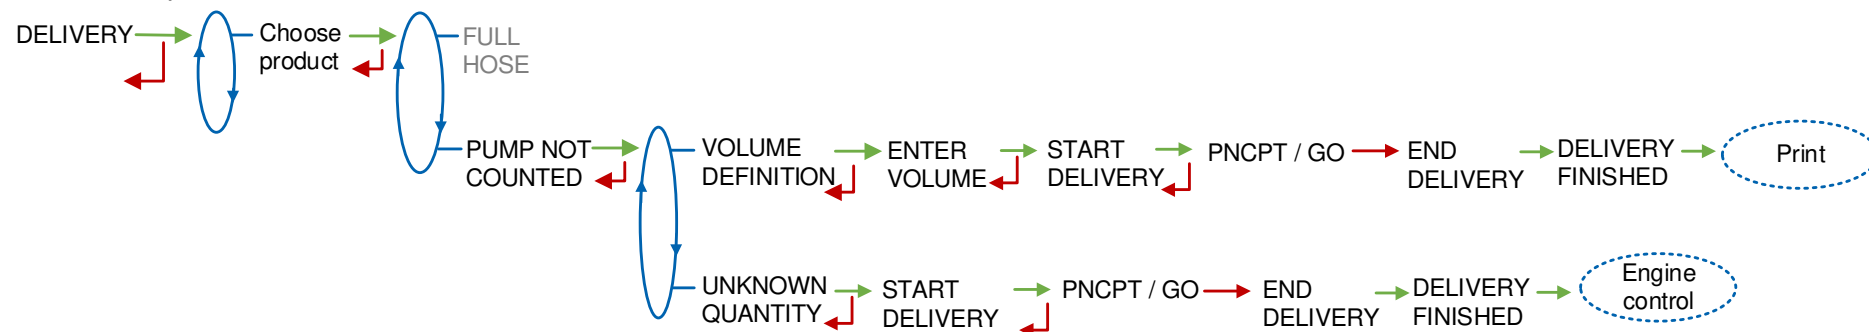 DELIVERY
Choose
product
FULL
HOSE
PUMP NOT
COUNTED
VOLUME
DEFINITION
ENTER
VOLUME
START
DELIVERY
PNCPT / GO
END
DELIVERY
DELIVERY
FINISHED
Print
UNKNOWN
QUANTITY
START
DELIVERY
PNCPT / GO
END
DELIVERY
DELIVERY
FINISHED
Engine
control